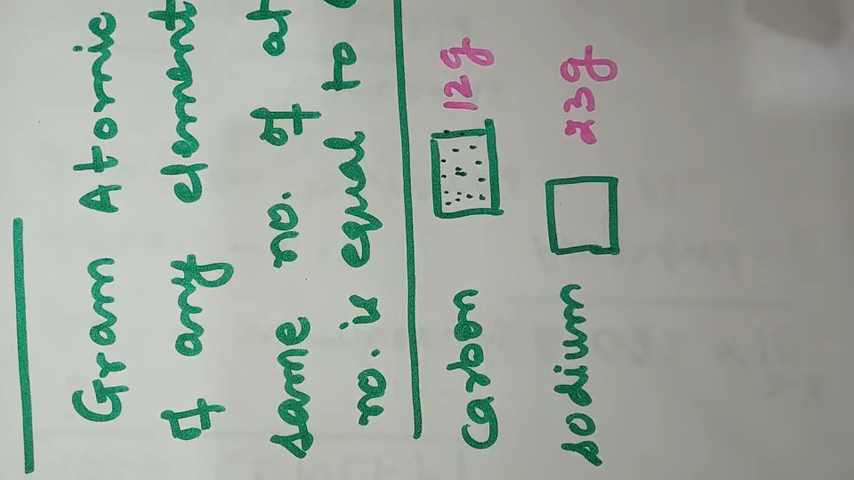 Gram Atomic
of any element
same no. of at
no. is equal to
carbon 12g
sodium 23g